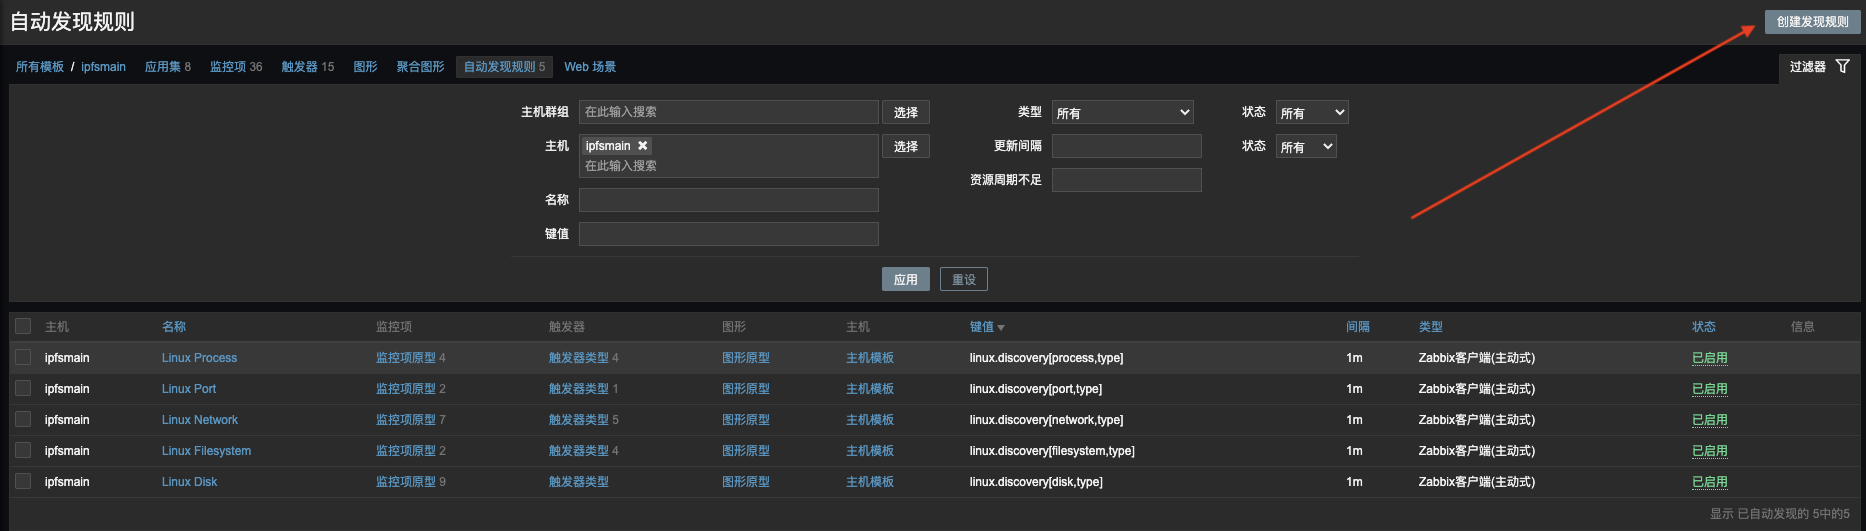 自动发现规则
创建发现规则
所有模板 / ipfsmain 应用集 8 监控项 36 触发器 15 图形 聚合图形 自动发现规则 5 Web 场景
过滤器
主机群组 在此输入搜索 选择 类型 所有 状态 所有
主机 ipfsmain 选择 更新间隔 状态 所有
在此输入搜索
资源周期不足
名称
键值
应用 重设
主机 名称 监控项 触发器 图形 主机 键值 间隔 类型 状态 信息
ipfsmain Linux Process 监控项原型 4 触发器类型 4 图形原型 主机模板 linux.discovery[process,type] 1m Zabbix客户端(主动式) 已启用
ipfsmain Linux Port 监控项原型 2 触发器类型 1 图形原型 主机模板 linux.discovery[port,type] 1m Zabbix客户端(主动式) 已启用
ipfsmain Linux Network 监控项原型 7 触发器类型 5 图形原型 主机模板 linux.discovery[network,type] 1m Zabbix客户端(主动式) 已启用
ipfsmain Linux Filesystem 监控项原型 2 触发器类型 4 图形原型 主机模板 linux.discovery[filesystem,type] 1m Zabbix客户端(主动式) 已启用
ipfsmain Linux Disk 监控项原型 9 触发器类型 图形原型 主机模板 linux.discovery[disk,type] 1m Zabbix客户端(主动式) 已启用
显示 已自动发现的 5中的5